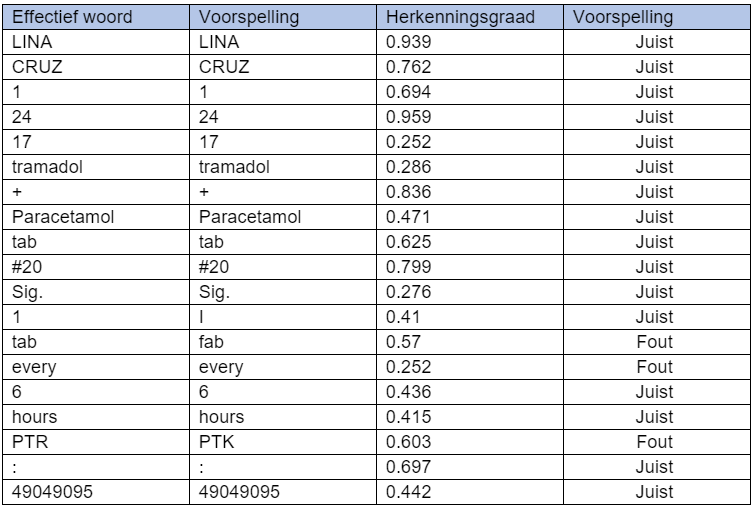 Effectief woord Voorspelling Herkenningsgraad Voorspelling
LINA LINA 0.939 Juist
CRUZ CRUZ 0.762 Juist
1 1 0.694 Juist
24 24 0.959 Juist
17 17 0.252 Juist
tramadol tramadol 0.286 Juist
+ + 0.836 Juist
Paracetamol Paracetamol 0.471 Juist
tab tab 0.625 Juist
#20 #20 0.799 Juist
Sig. Sig. 0.276 Juist
1 I 0.41 Juist
tab fab 0.57 Fout
every every 0.252 Fout
6 6 0.436 Juist
hours hours 0.415 Juist
PTR PTK 0.603 Fout
: : 0.697 Juist
49049095 49049095 0.442 Juist